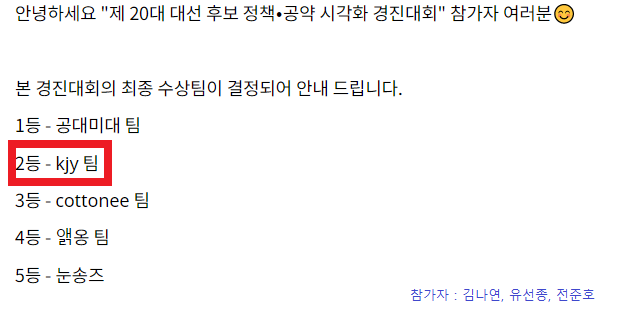 안녕하세요 "제 20대 대선 후보 정책•공약 시각화 경진대회" 참가자 여러분😊
본 경진대회의 최종 수상팀이 결정되어 안내 드립니다.
1등 - 공대미대 팀
2등 - kjy 팀
3등 - cottonee 팀
4등 - 앩옹 팀
5등 - 눈송즈
참가자 : 김나연, 유선종, 전준호